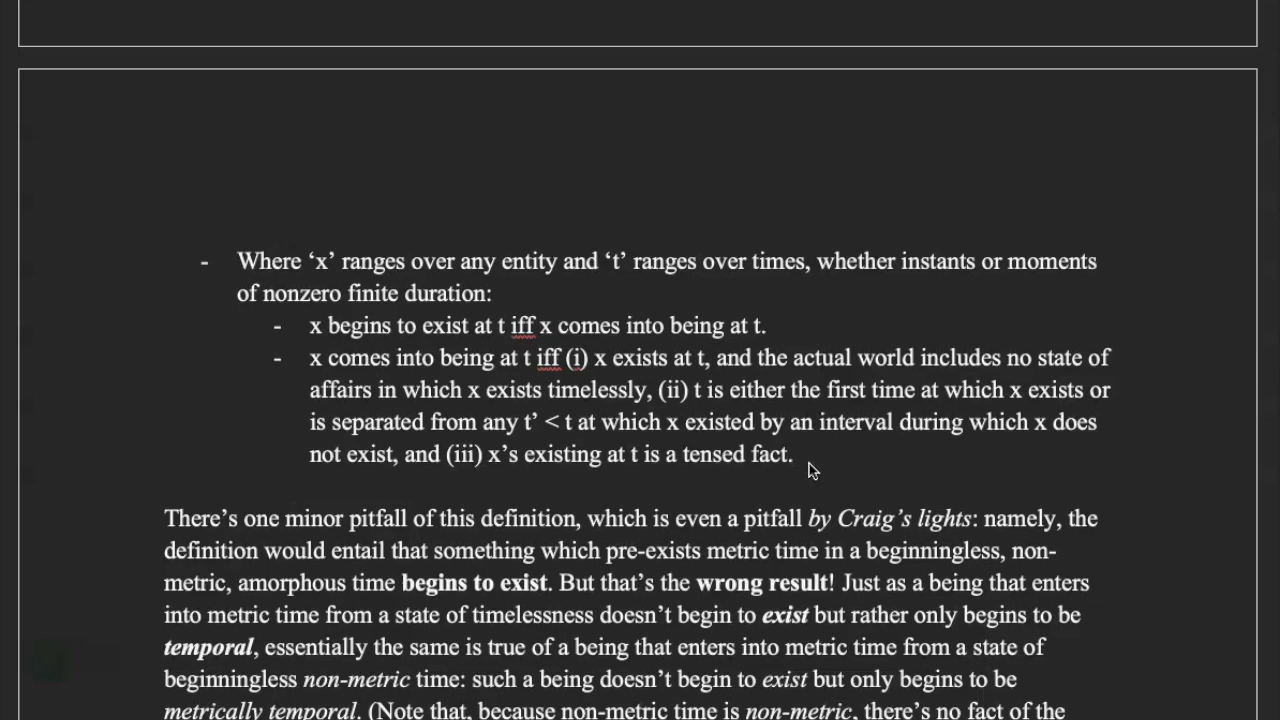 - Where ‘x’ ranges over any entity and ‘t’ ranges over times, whether instants or moments
of nonzero finite duration:
- x begins to exist at t iff x comes into being at t.
- x comes into being at t iff (i) x exists at t, and the actual world includes no state of
affairs in which x exists timelessly, (ii) t is either the first time at which x exists or
is separated from any t’ < t at which x existed by an interval during which x does
not exist, and (iii) x’s existing at t is a tensed fact.
There’s one minor pitfall of this definition, which is even a pitfall by Craig’s lights: namely, the
definition would entail that something which pre-exists metric time in a beginningless, non-
metric, amorphous time begins to exist. But that’s the wrong result! Just as a being that enters
into metric time from a state of timelessness doesn’t begin to exist but rather only begins to be
temporal, essentially the same is true of a being that enters into metric time from a state of
beginningless non-metric time: such a being doesn’t begin to exist but only begins to be
metrically temporal. (Note that, because non-metric time is non-metric, there’s no fact of the